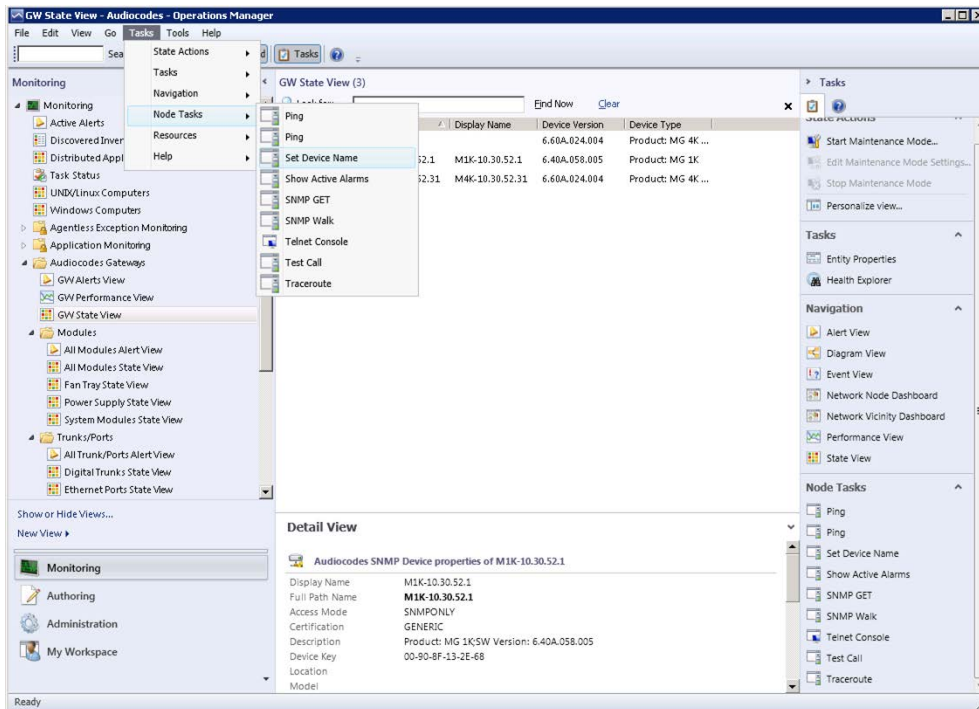 GW State View - Audiocodes - Operations Manager
File Edit View Go Tasks Tools Help
Sea
Tasks
State Actions
Tasks
Navigation
Node Tasks
Resources
Help
Ping
Ping
Set Device Name
Show Active Alarms
SNMP GET
SNMP Walk
Telnet Console
Test Call
Traceroute
Monitoring
Monitoring
Active Alerts
Discovered Inver
Distributed Appl
Task Status
UNIX/Linux Computers
Windows Computers
Agentless Exception Monitoring
Application Monitoring
Audiocodes Gateways
GW Alerts View
GW Performance View
GW State View
Modules
All Modules Alert View
All Modules State View
Fan Tray State View
Power Supply State View
System Modules State View
Trunks/Ports
All Trunk/Ports Alert View
Digital Trunks State View
Ethernet Ports State View
Show or Hide Views...
New View
Monitoring
Authoring
Administration
My Workspace
Ready
GW State View (3)
Find Now Clear
Display Name Device Version Device Type
6.60A.024.004 Product: MG 4K ...
52.1 M1K-10.30.52.1 6.40A.058.005 Product: MG 1K
52.31 M4K-10.30.52.31 6.60A.024.004 Product: MG 4K ...
Detail View
Audiocodes SNMP Device properties of M1K-10.30.52.1
Display Name M1K-10.30.52.1
Full Path Name M1K-10.30.52.1
Access Mode SNMPONLY
Certification GENERIC
Description Product: MG 1K;SW Version: 6.40A.058.005
Device Key 00-90-8F-13-2E-68
Location
Model
Tasks
State Actions
Start Maintenance Mode...
Edit Maintenance Mode Settings...
Stop Maintenance Mode
Personalize view...
Tasks
Entity Properties
Health Explorer
Navigation
Alert View
Diagram View
Event View
Network Node Dashboard
Network Vicinity Dashboard
Performance View
State View
Node Tasks
Ping
Ping
Set Device Name
Show Active Alarms
SNMP GET
SNMP Walk
Telnet Console
Test Call
Traceroute